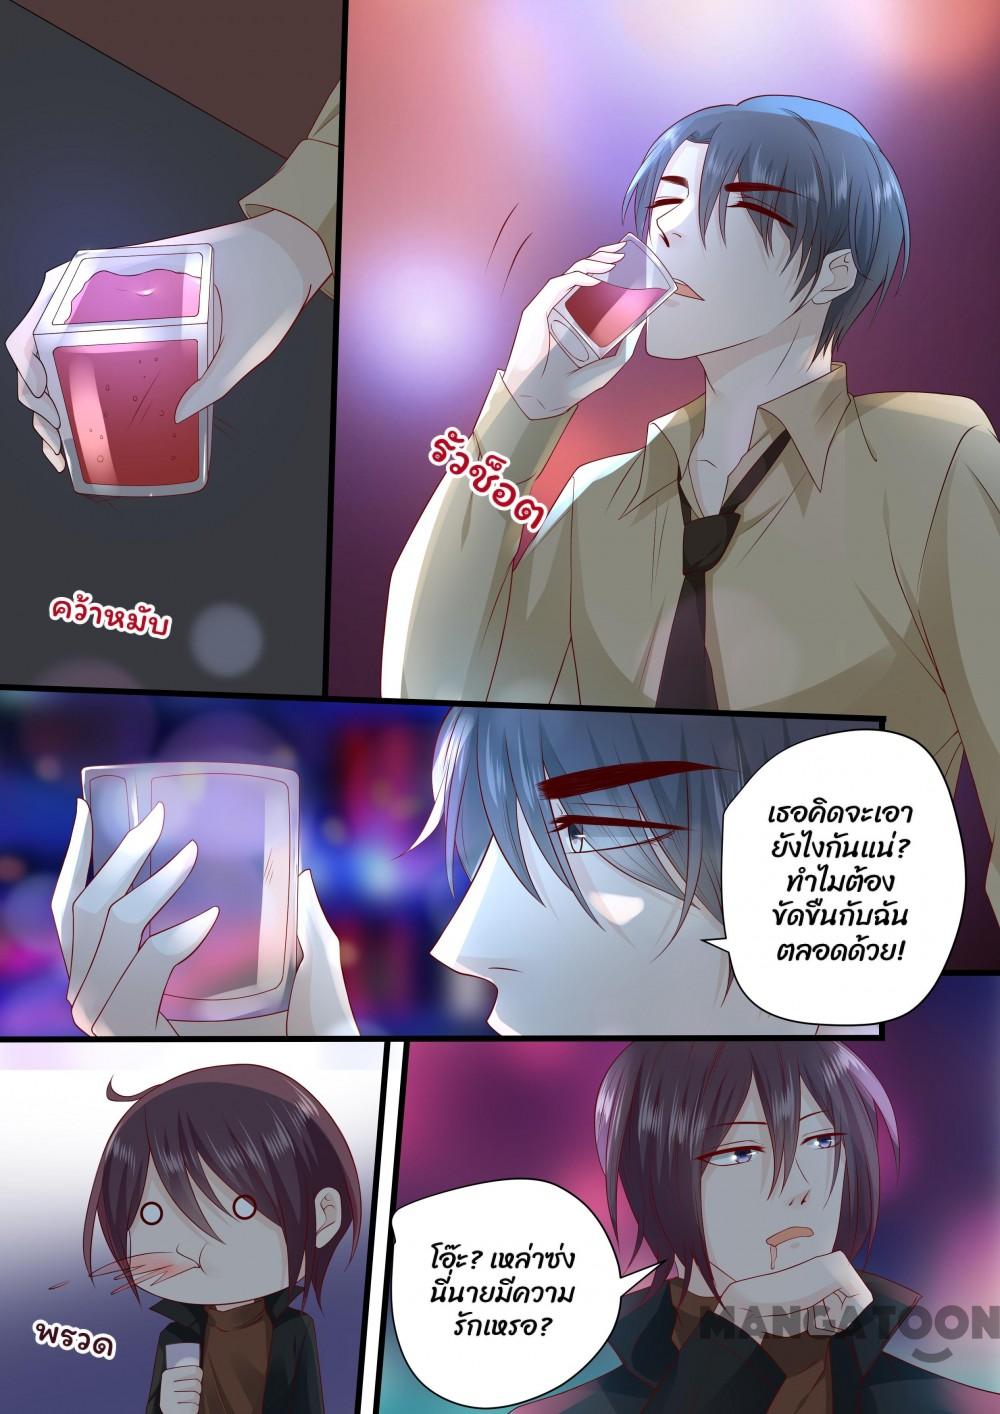 คว้าหมับ
รัวช็อต
เธอคิดจะเอา
ยังไงกันแน่?
ทำไมต้อง
ขัดขืนกับฉัน
ตลอดด้วย!
พรวด
โอ๊ะ? เหล่าซ่ง
นี่นายมีความ
รักเหรอ?
MANGATOON